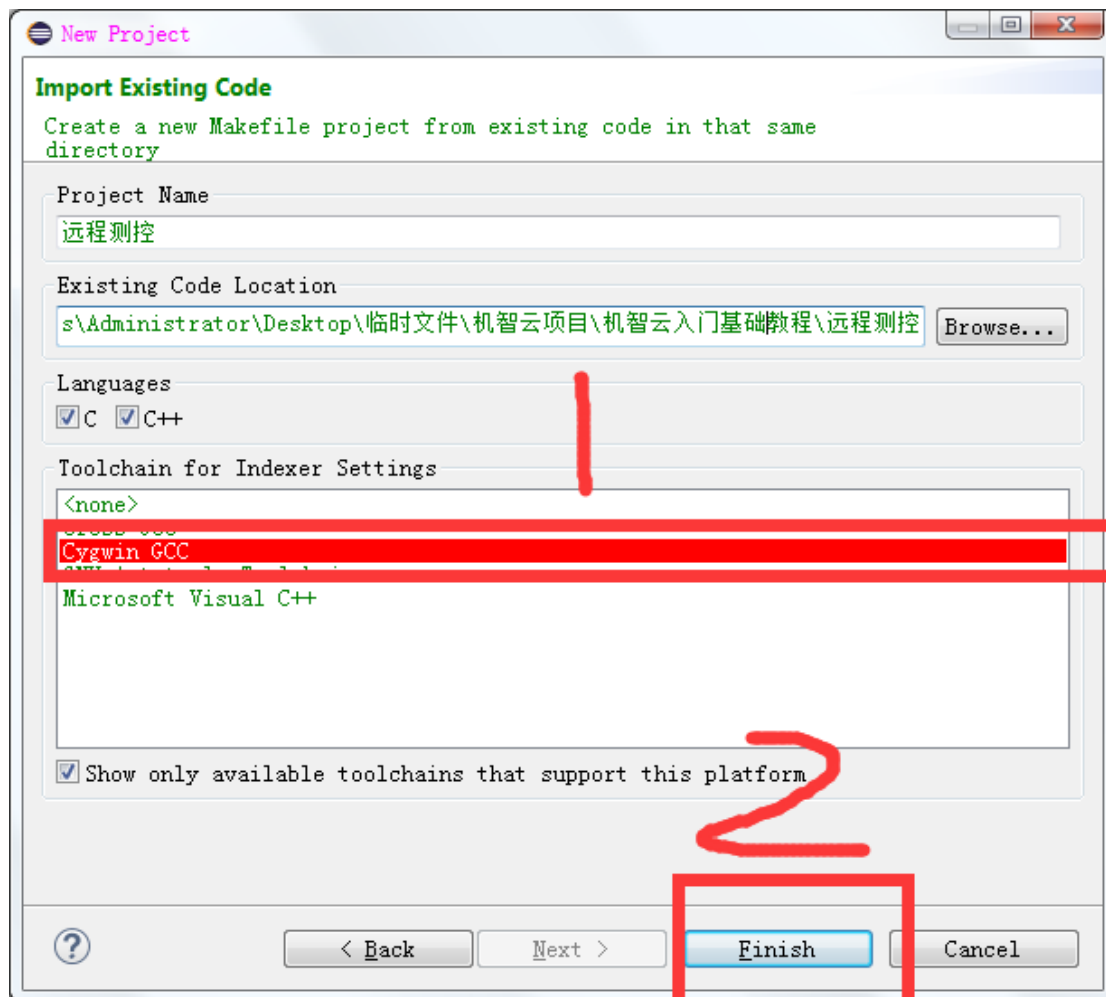 New Project
Import Existing Code
Create a new Makefile project from existing code in that same
directory
Project Name
远程测控
Existing Code Location
s\Administrator\Desktop\临时文件\机智云项目\机智云入门基础教程\远程测控
Browse...
Languages
C C++
1
Toolchain for Indexer Settings
<none>
Cygwin GCC
Microsoft Visual C++
Show only available toolchains that support this platform
2
< Back Next > Finish Cancel